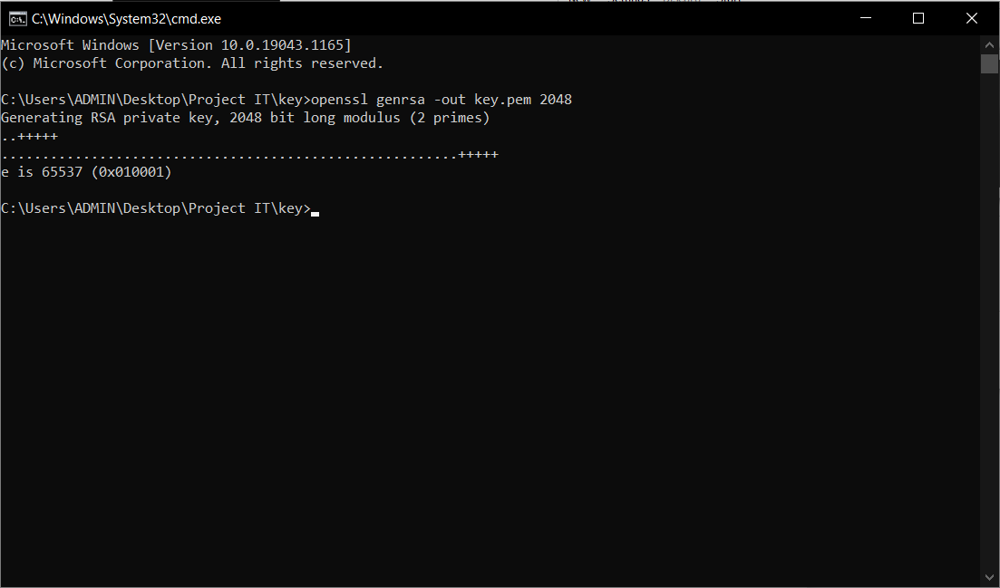 C:\Windows\System32\cmd.exe
Microsoft Windows [Version 10.0.19043.1165]
(c) Microsoft Corporation. All rights reserved.
C:\Users\ADMIN\Desktop\Project IT\key>openssl genrsa -out key.pem 2048
Generating RSA private key, 2048 bit long modulus (2 primes)
..+++++
........................................................+++++
e is 65537 (0x010001)
C:\Users\ADMIN\Desktop\Project IT\key>